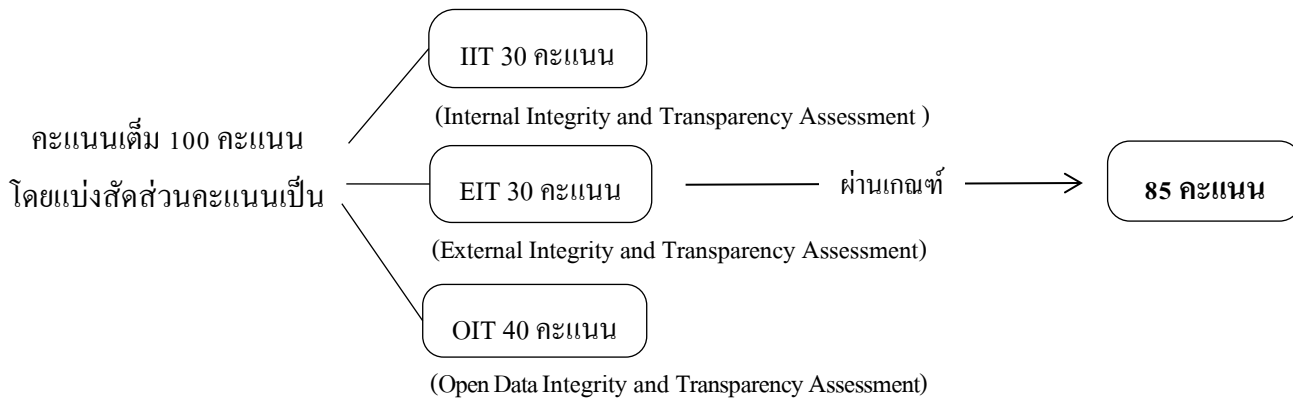 IIT 30 คะแนน
(Internal Integrity and Transparency Assessment )
คะแนนเต็ม 100 คะแนน
โดยแบ่งสัดส่วนคะแนนเป็น
EIT 30 คะแนน
(External Integrity and Transparency Assessment)
ผ่านเกณฑ์
85 คะแนน
OIT 40 คะแนน
(Open Data Integrity and Transparency Assessment)